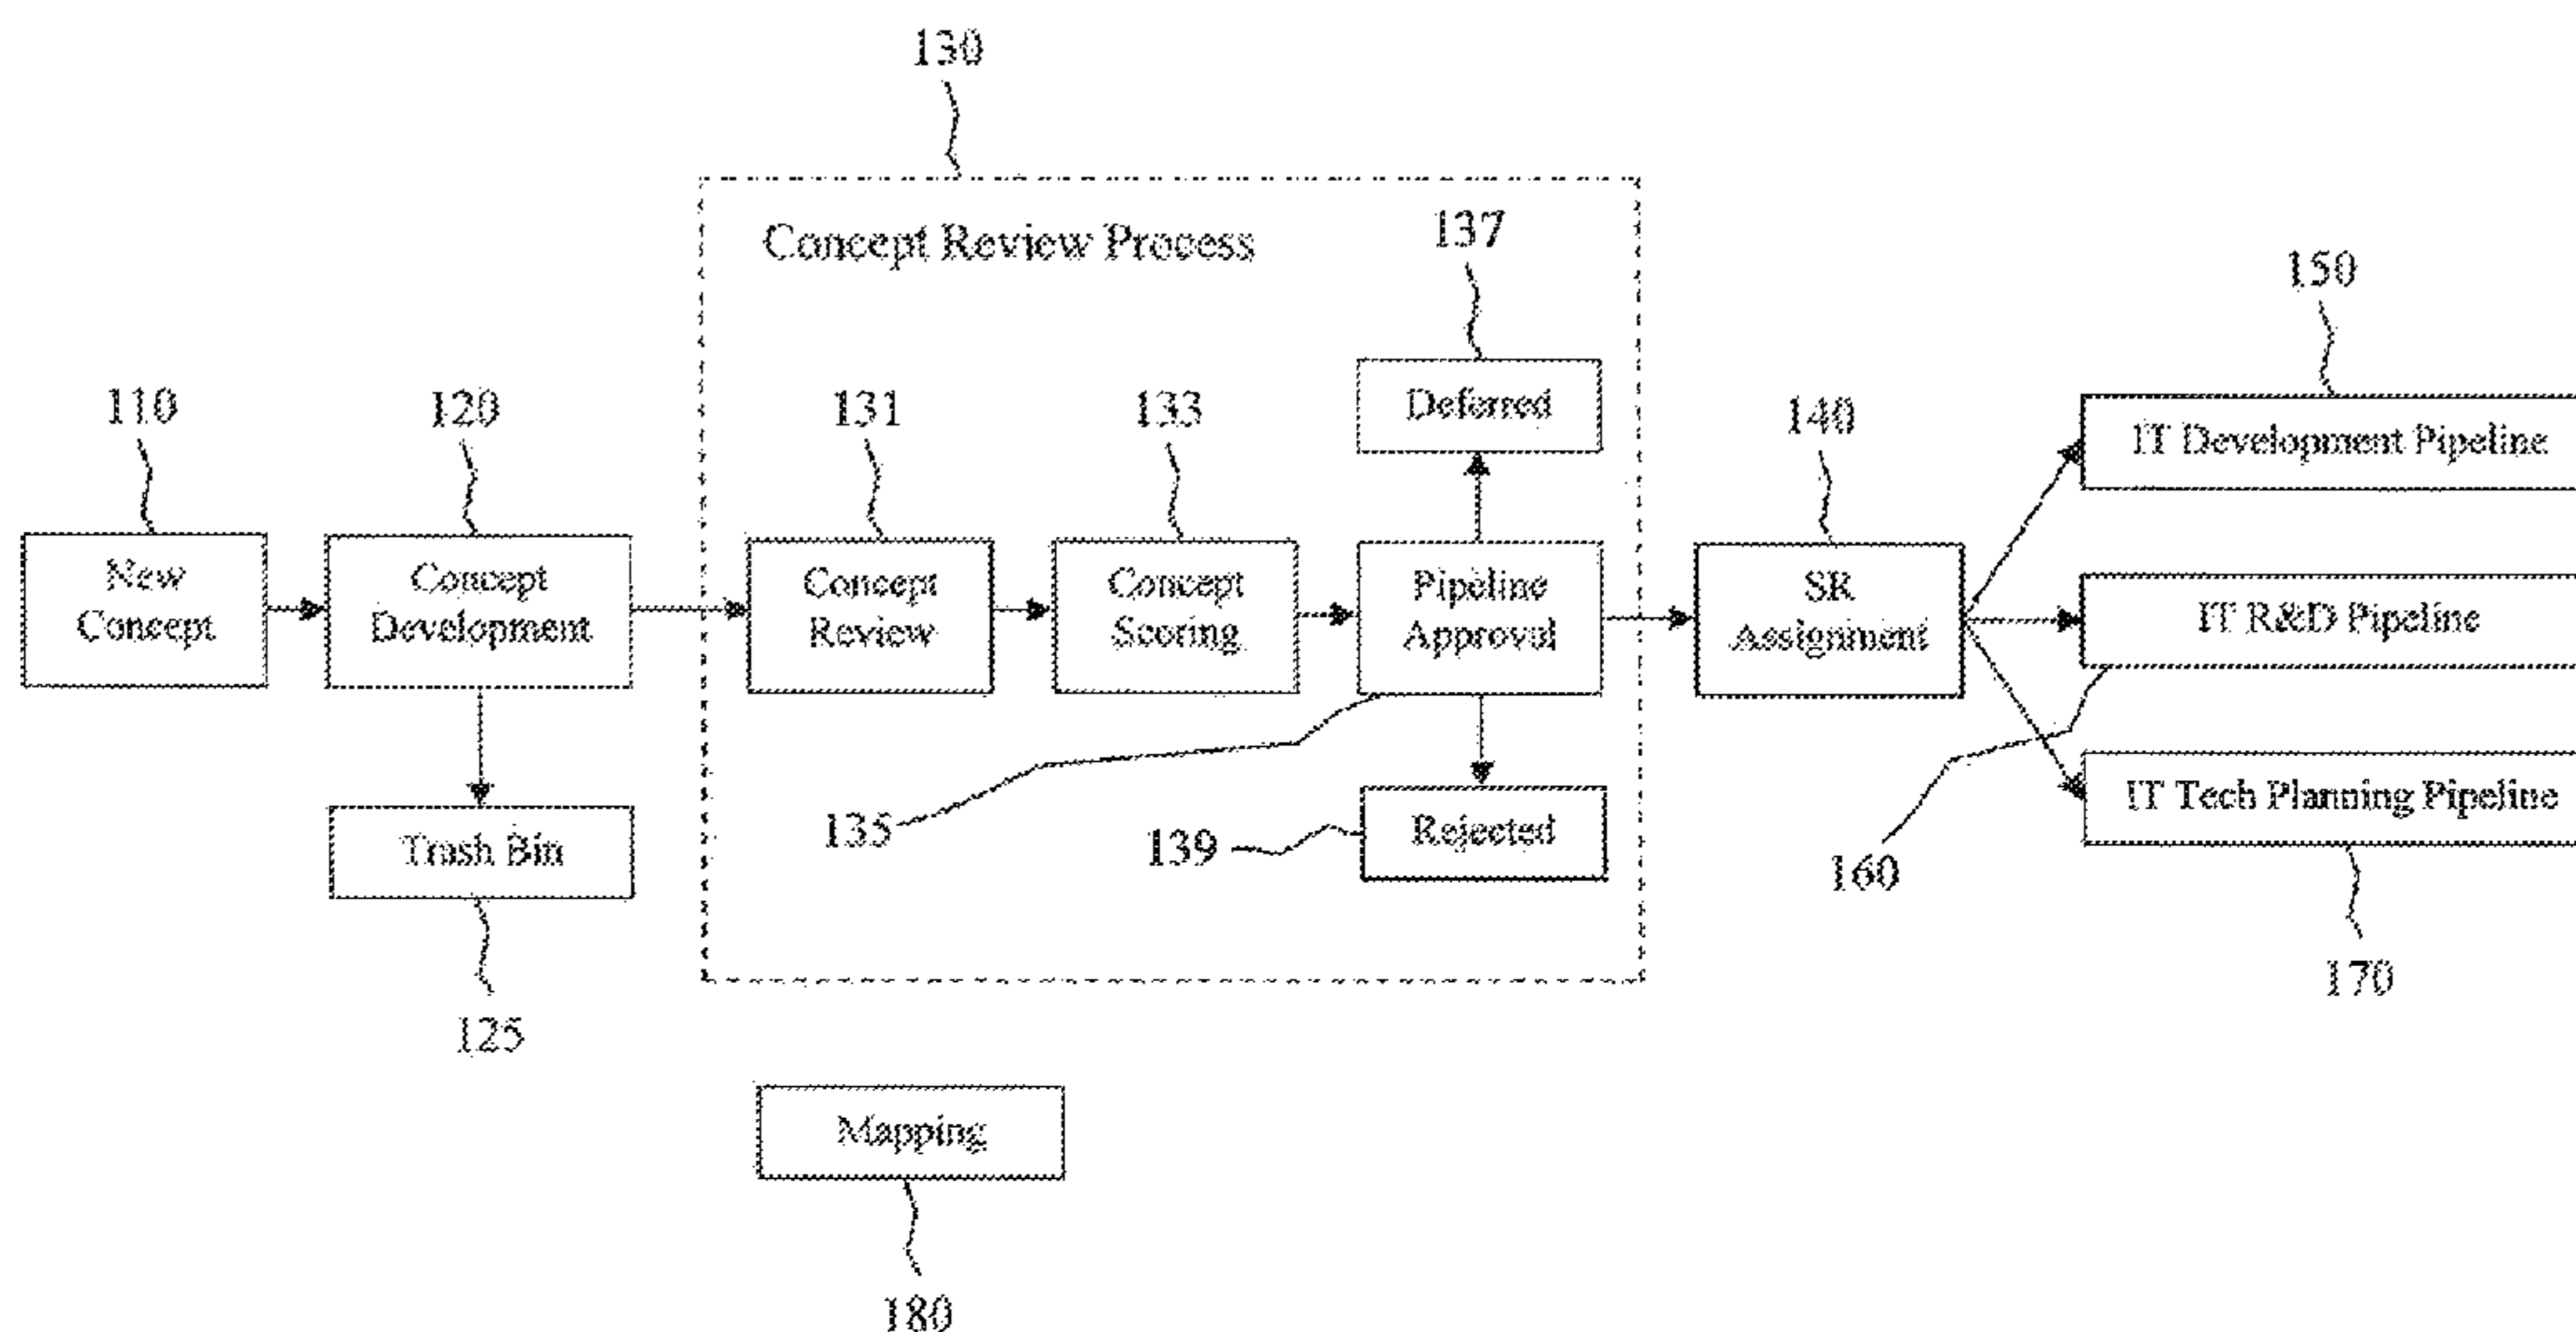 130
Concept Review Process
137
150
110
120
131
133
Deferred
140
IT Development Pipeline
New
Concept
Concept
Development
Concept
Review
Concept
Scoring
Pipeline
Approval
SR
Assignment
IT R&D Pipeline
Trash Bin
135
139
Rejected
160
IT Tech Planning Pipeline
125
170
Mapping
180